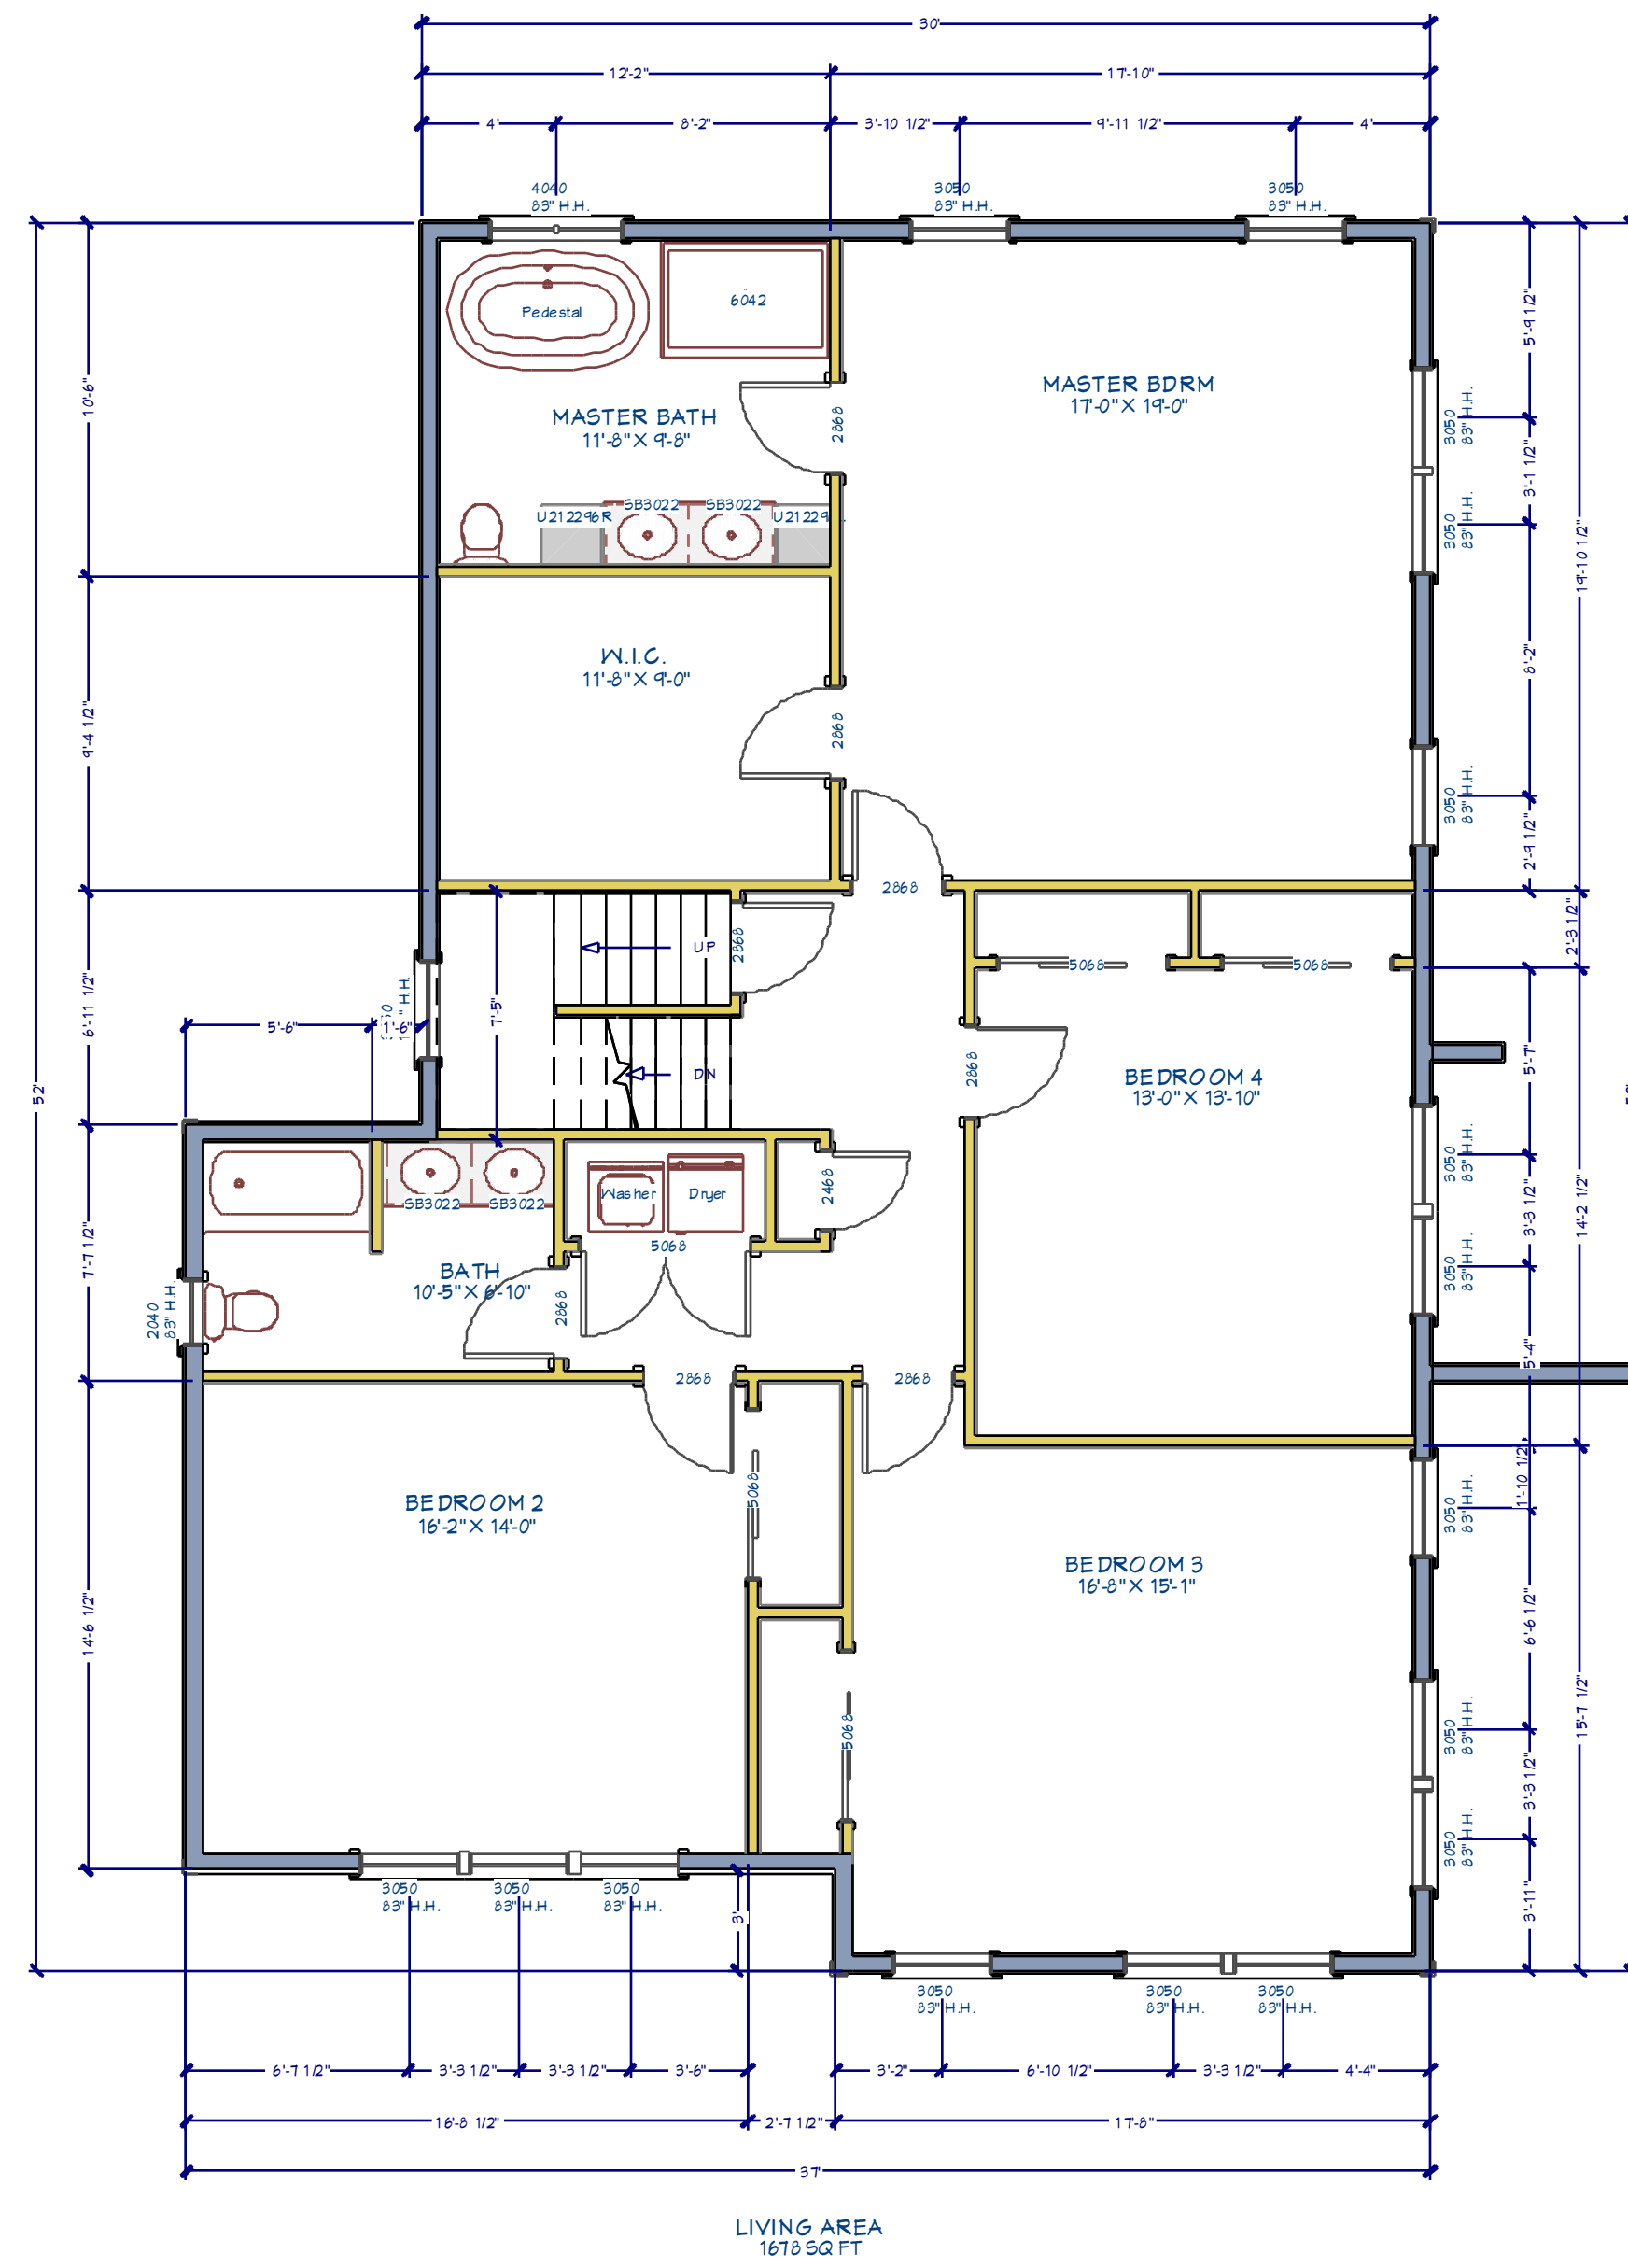 30'
12'-2"
17'-10"
4'
8'-2"
3'-10 1/2"
9'-11 1/2"
4'
4040
83" H.H.
3050
83" H.H.
3050
83" H.H.
Pedestal
6042
MASTER BATH
11'-8" X 9'-8"
2868
MASTER BDRM
17'-0" X 19'-0"
SB3022
SB3022
U212296R
U212296
W.I.C.
11'-8" X 9'-0"
2868
2868
UP
2868
DN
7'-5"
5068
5068
2868
BEDROOM 4
13'-0" X 13'-10"
5'-6"
1'-6"
SB3022
SB3022
Washer
Dryer
5068
2468
BATH
10'-5" X 6'-10"
2868
2868
2868
2040
83" H.H.
BEDROOM 2
16'-2" X 14'-0"
5068
BEDROOM 3
16'-8" X 15'-1"
5068
52'
10'-6"
9'-4 1/2"
6'-11 1/2"
7'-7 1/2"
14'-6 1/2"
3050
83" H.H.
3050
83" H.H.
3050
83" H.H.
3050
83" H.H.
3050
83" H.H.
3050
83" H.H.
3050
83" H.H.
3050
83" H.H.
5'-9 1/2"
3'-1 1/2"
8'-2"
2'-9 1/2"
5'-7"
3'-3 1/2"
5'-4"
1'-10 1/2"
6'-6 1/2"
3'-3 1/2"
3'-11"
19'-10 1/2"
2'-3 1/2"
14'-2 1/2"
15'-7 1/2"
3050
83" H.H.
3050
83" H.H.
3050
83" H.H.
3'
3050
83" H.H.
3050
83" H.H.
3050
83" H.H.
6'-7 1/2"
3'-3 1/2"
3'-3 1/2"
3'-6"
3'-2"
6'-10 1/2"
3'-3 1/2"
4'-4"
16'-8 1/2"
2'-7 1/2"
17'-8"
37'
LIVING AREA
1678 SQ FT